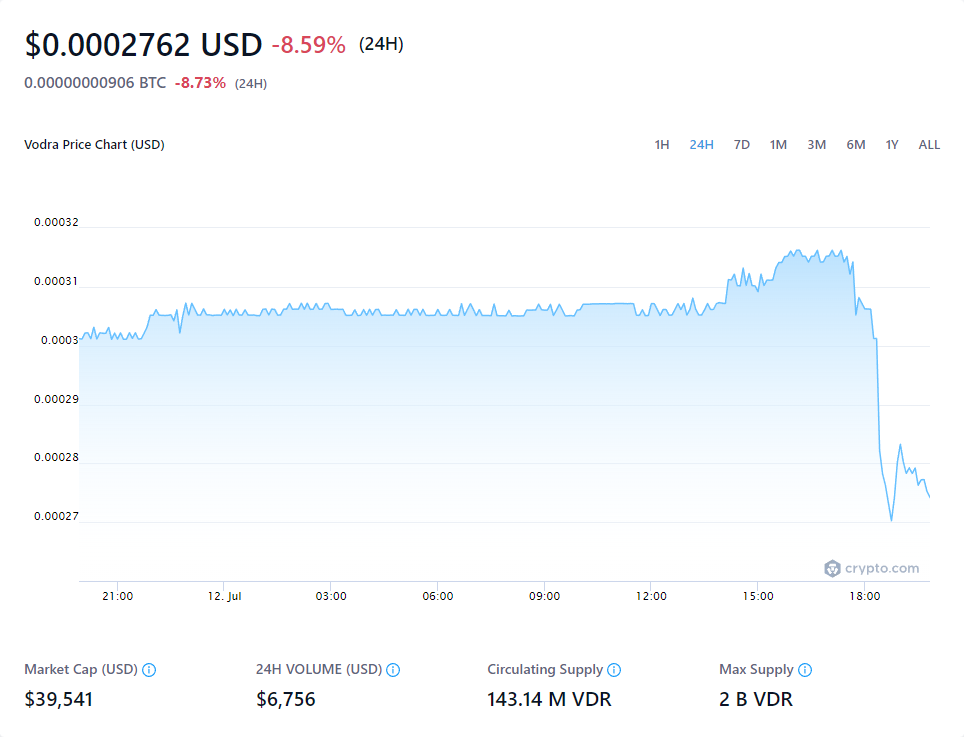 $0.0002762 USD -8.59% (24H)
0.00000000906 BTC -8.73% (24H)
Vodra Price Chart (USD) 1H 24H 7D 1M 3M 6M 1Y ALL
0.00032
0.00031
0.0003
0.00029
0.00028
0.00027
crypto.com
21:00 12. Jul 03:00 06:00 09:00 12:00 15:00 18:00
Market Cap (USD) 24H VOLUME (USD) Circulating Supply Max Supply
$39,541 $6,756 143.14 M VDR 2 B VDR